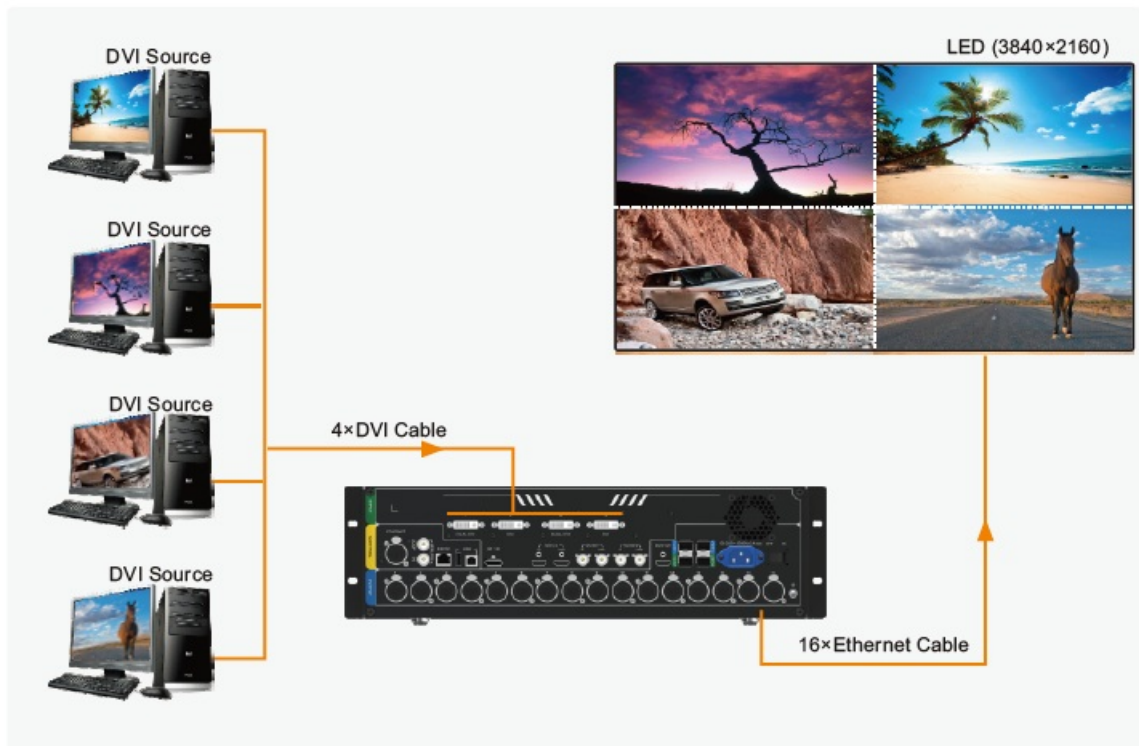 DVI Source
LED (3840×2160)
DVI Source
DVI Source
4×DVI Cable
DVI Source
16×Ethernet Cable